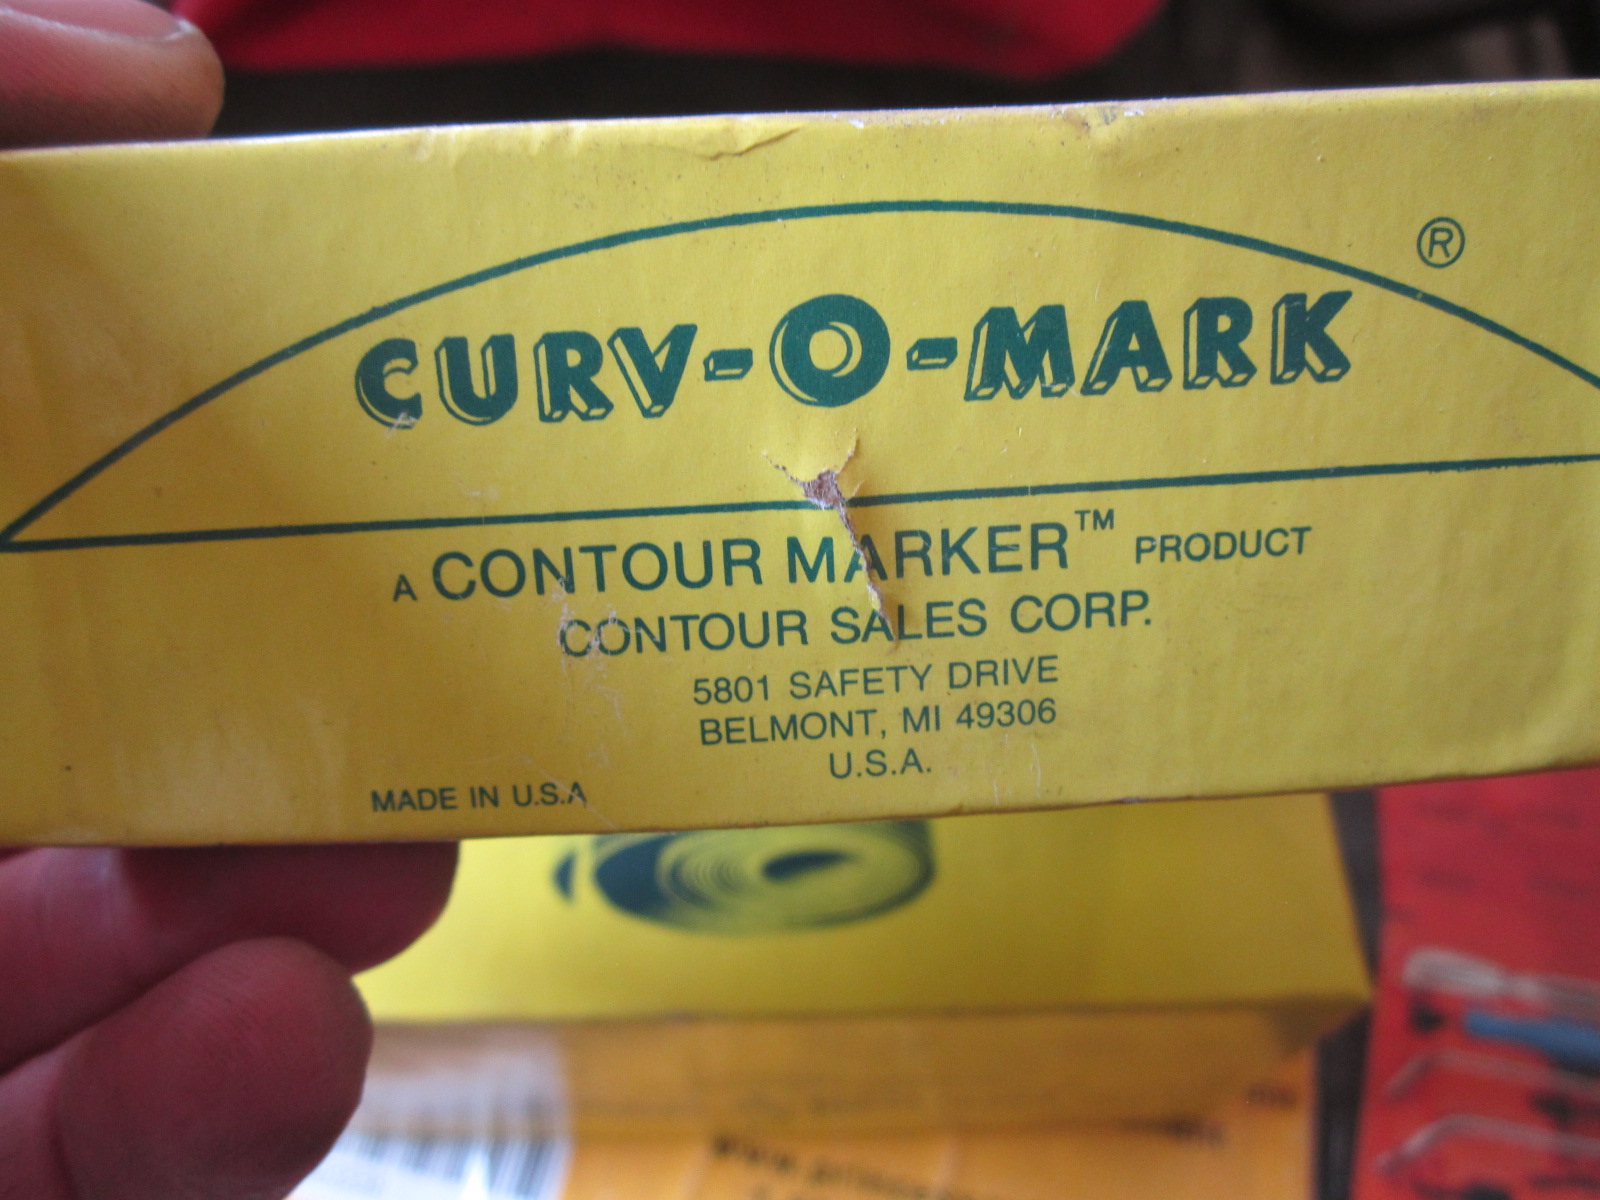 CURV-O-MARK ®
A CONTOUR MARKER™ PRODUCT
CONTOUR SALES CORP.
5801 SAFETY DRIVE
BELMONT, MI 49306
U.S.A.
MADE IN U.S.A